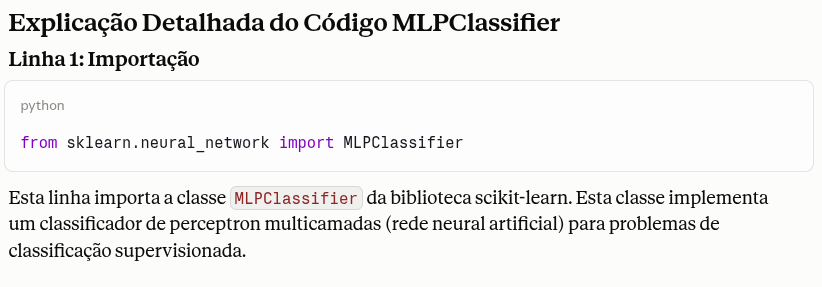 Explicação Detalhada do Código MLPClassifier
Linha 1: Importação
python
from sklearn.neural_network import MLPClassifier
Esta linha importa a classe MLPClassifier da biblioteca scikit-learn. Esta classe implementa
um classificador de perceptron multicamadas (rede neural artificial) para problemas de
classificação supervisionada.